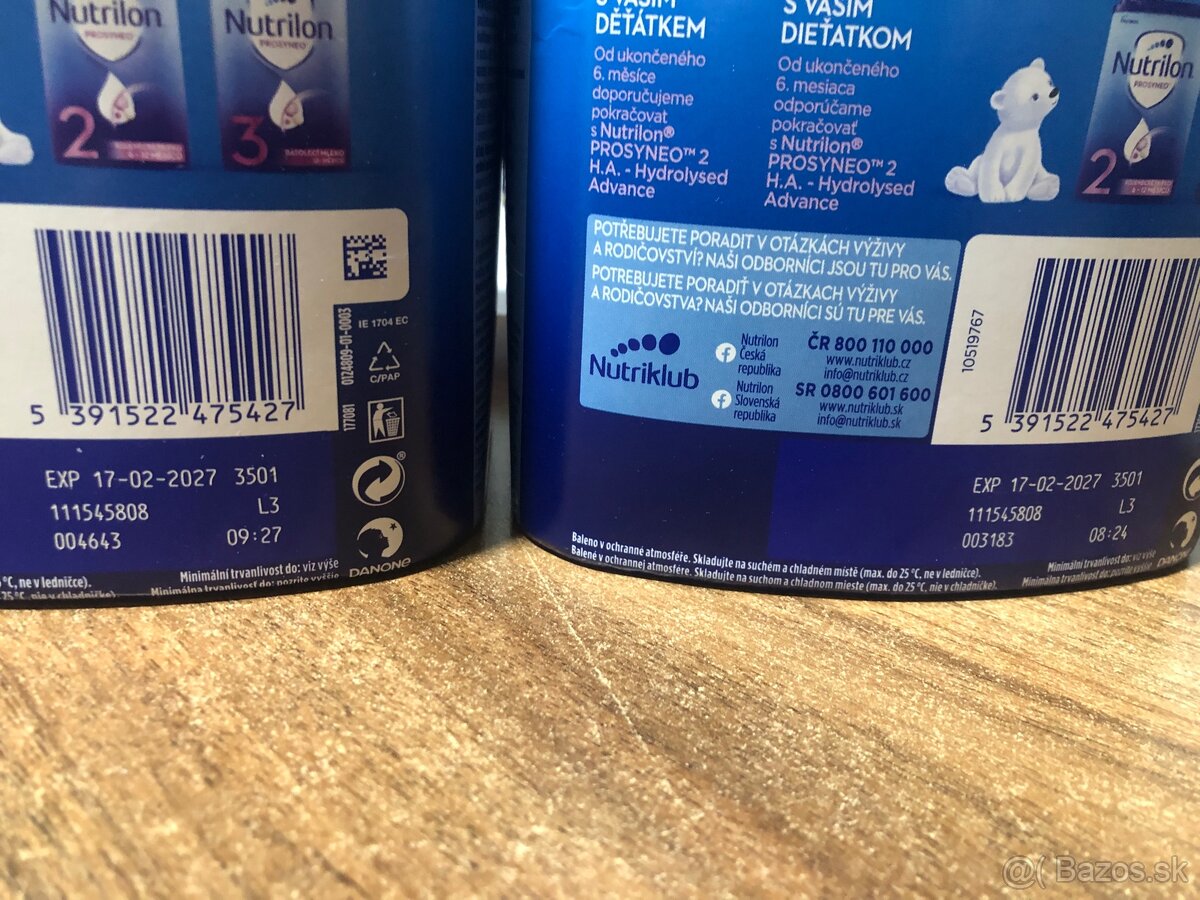 Nutrilon
PROSYNEO
2
Nutrilon
PROSYNEO
3
BATOLECÍ MLÉKO
IE 1704 EC
0124809-01-0003
C/PAP
177081
5 391522 475427
EXP 17-02-2027 3501
111545808 L3
004643 09:27
DANONE
Minimální trvanlivost do: viz výše
°C, ne v ledničce).
S VAŠÍM
DĚŤÁTKEM
Od ukončeného
6. měsíce
doporučujeme
pokračovat
s Nutrilon®
PROSYNEO™ 2
H.A. - Hydrolysed
Advance
S VAŠÍM
DIEŤATKOM
Od ukončeného
6. mesiaca
odporúčame
pokračovať
s Nutrilon®
PROSYNEO™ 2
H.A. - Hydrolysed
Advance
Nutrilon
PROSYNEO
2
POTŘEBUJETE PORADIT V OTÁZKÁCH VÝŽIVY
A RODIČOVSTVÍ? NAŠI ODBORNÍCI JSOU TU PRO VÁS.
POTREBUJETE PORADIŤ V OTÁZKACH VÝŽIVY
A RODIČOVSTVA? NAŠI ODBORNÍCI SÚ TU PRE VÁS.
Nutriklub
Nutrilon
Česká
republika
ČR 800 110 000
www.nutriklub.cz
info@nutriklub.cz
Nutrilon
Slovenská
republika
SR 0800 601 600
www.nutriklub.sk
info@nutriklub.sk
10519767
5 391522 475427
EXP 17-02-2027 3501
111545808 L3
003183 08:24
Baleno v ochranné atmosféře. Skladujte na suchém a chladném místě (max. do 25 °C, ne v ledničce).
Balené v ochrannej atmosfére. Skladujte na suchom a chladnom mieste (max. do 25 °C, nie v chladničke).
Minimální trvanlivost do: viz výše
Minimálna trvanlivosť do: pozrite vyššie
@( Bazos.sk